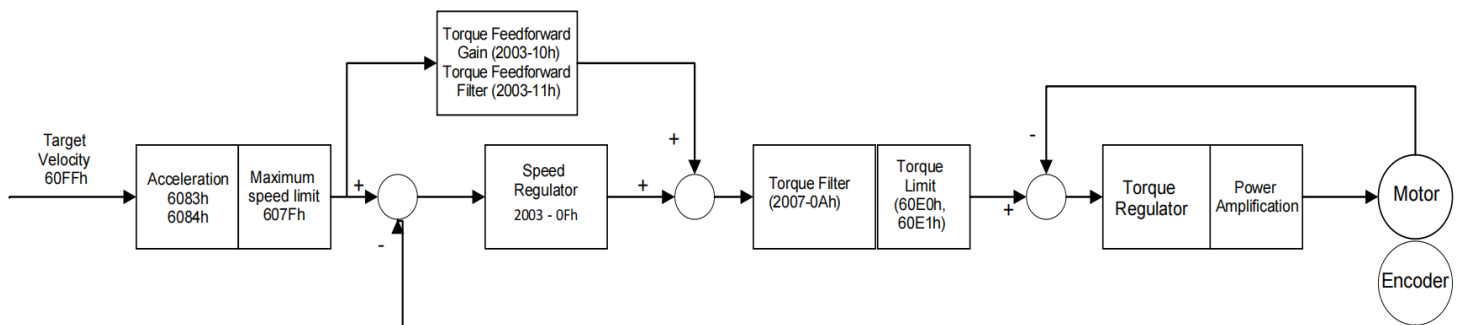 Target
Velocity
60FFh
Acceleration
6083h
6084h
Maximum
speed limit
607Fh
+
-
Torque Feedforward
Gain (2003-10h)
Torque Feedforward
Filter (2003-11h)
Speed
Regulator
2003 - 0Fh
+
+
Torque Filter
(2007-0Ah)
Torque
Limit
(60E0h,
60E1h)
+
-
Torque
Regulator
Power
Amplification
Motor
Encoder